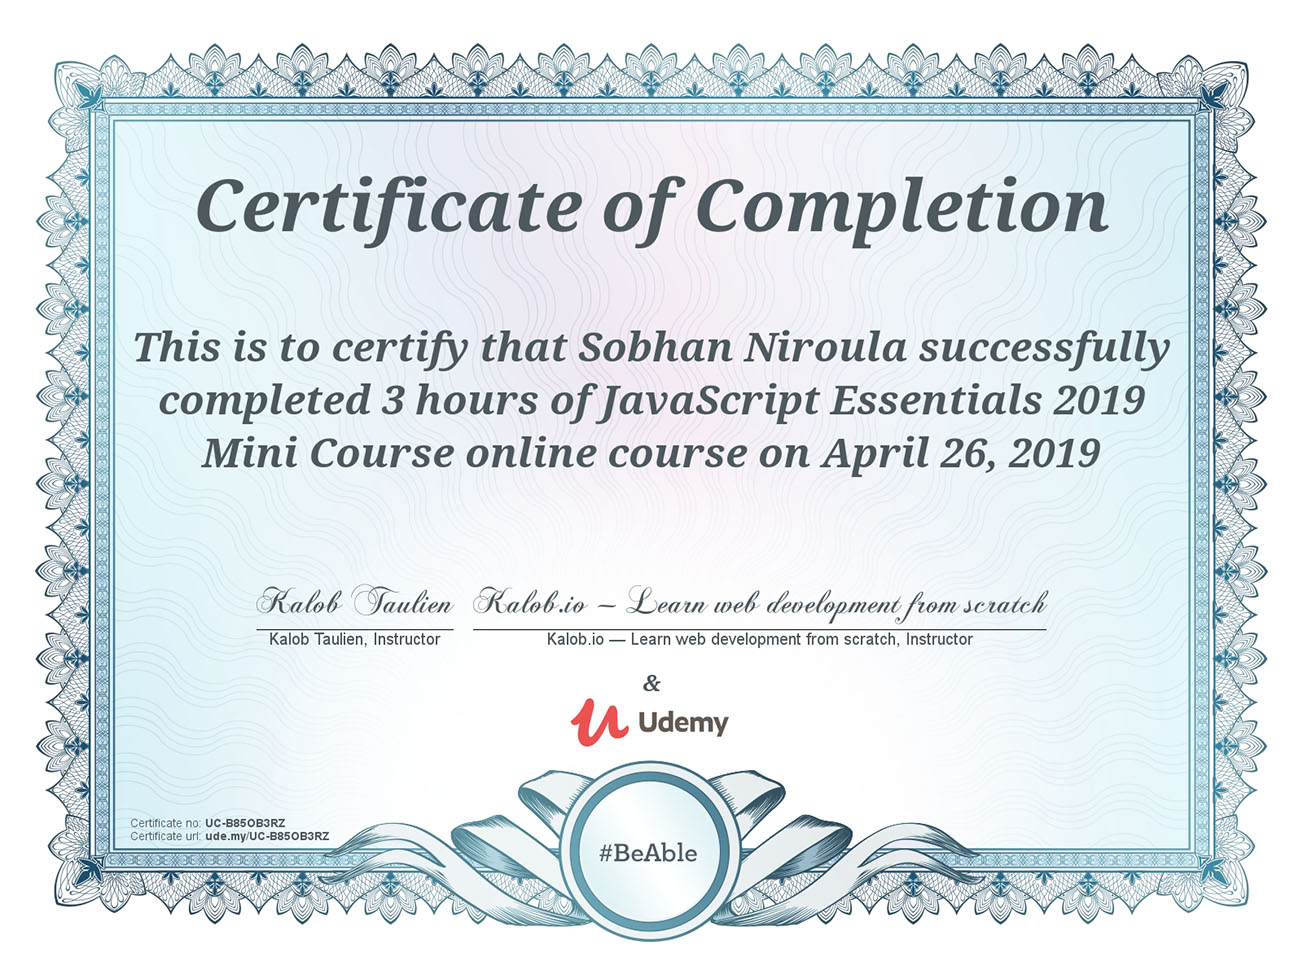 Certificate of Completion
This is to certify that Sobhan Niroula successfully
completed 3 hours of JavaScript Essentials 2019
Mini Course online course on April 26, 2019
Kalob Taulien Kalob.io — Learn web development from scratch
Kalob Taulien, Instructor Kalob.io — Learn web development from scratch, Instructor
&
Udemy
Certificate no: UC-B85OB3RZ
Certificate url: ude.my/UC-B85OB3RZ
#BeAble